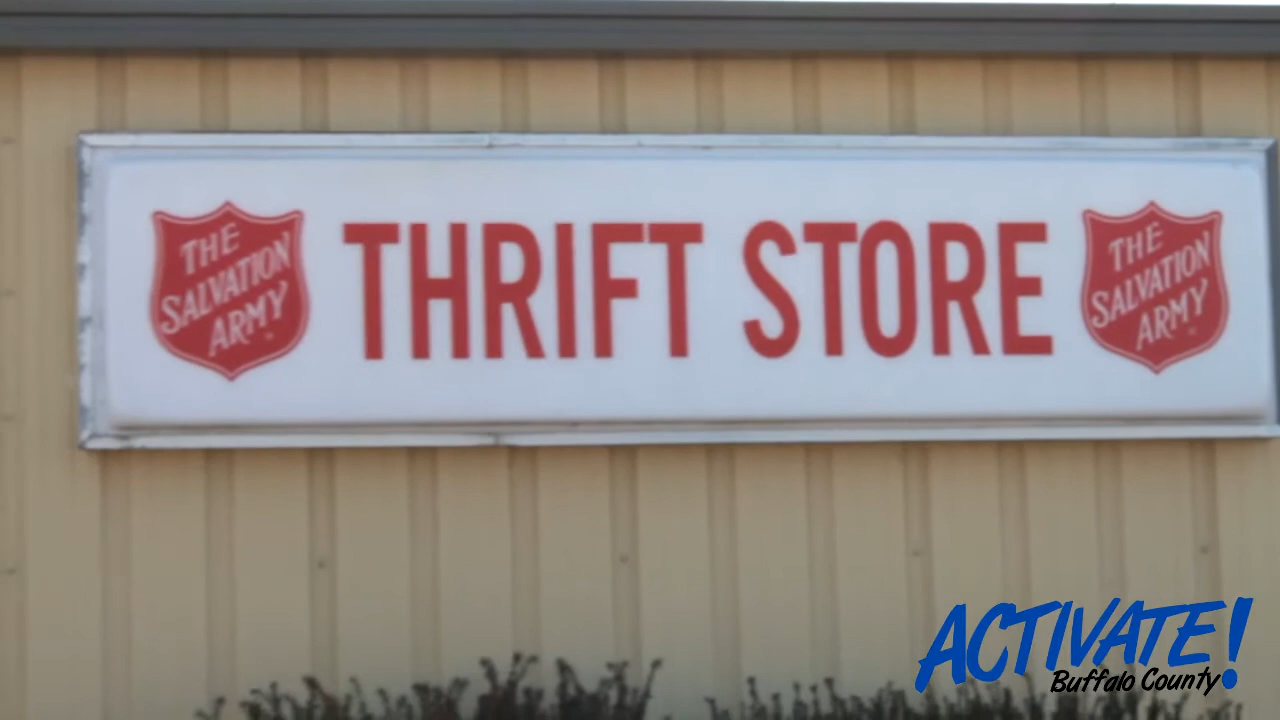 THE
SALVATION
ARMY
THRIFT STORE
THE
SALVATION
ARMY
ACTIVATE!
Buffalo County